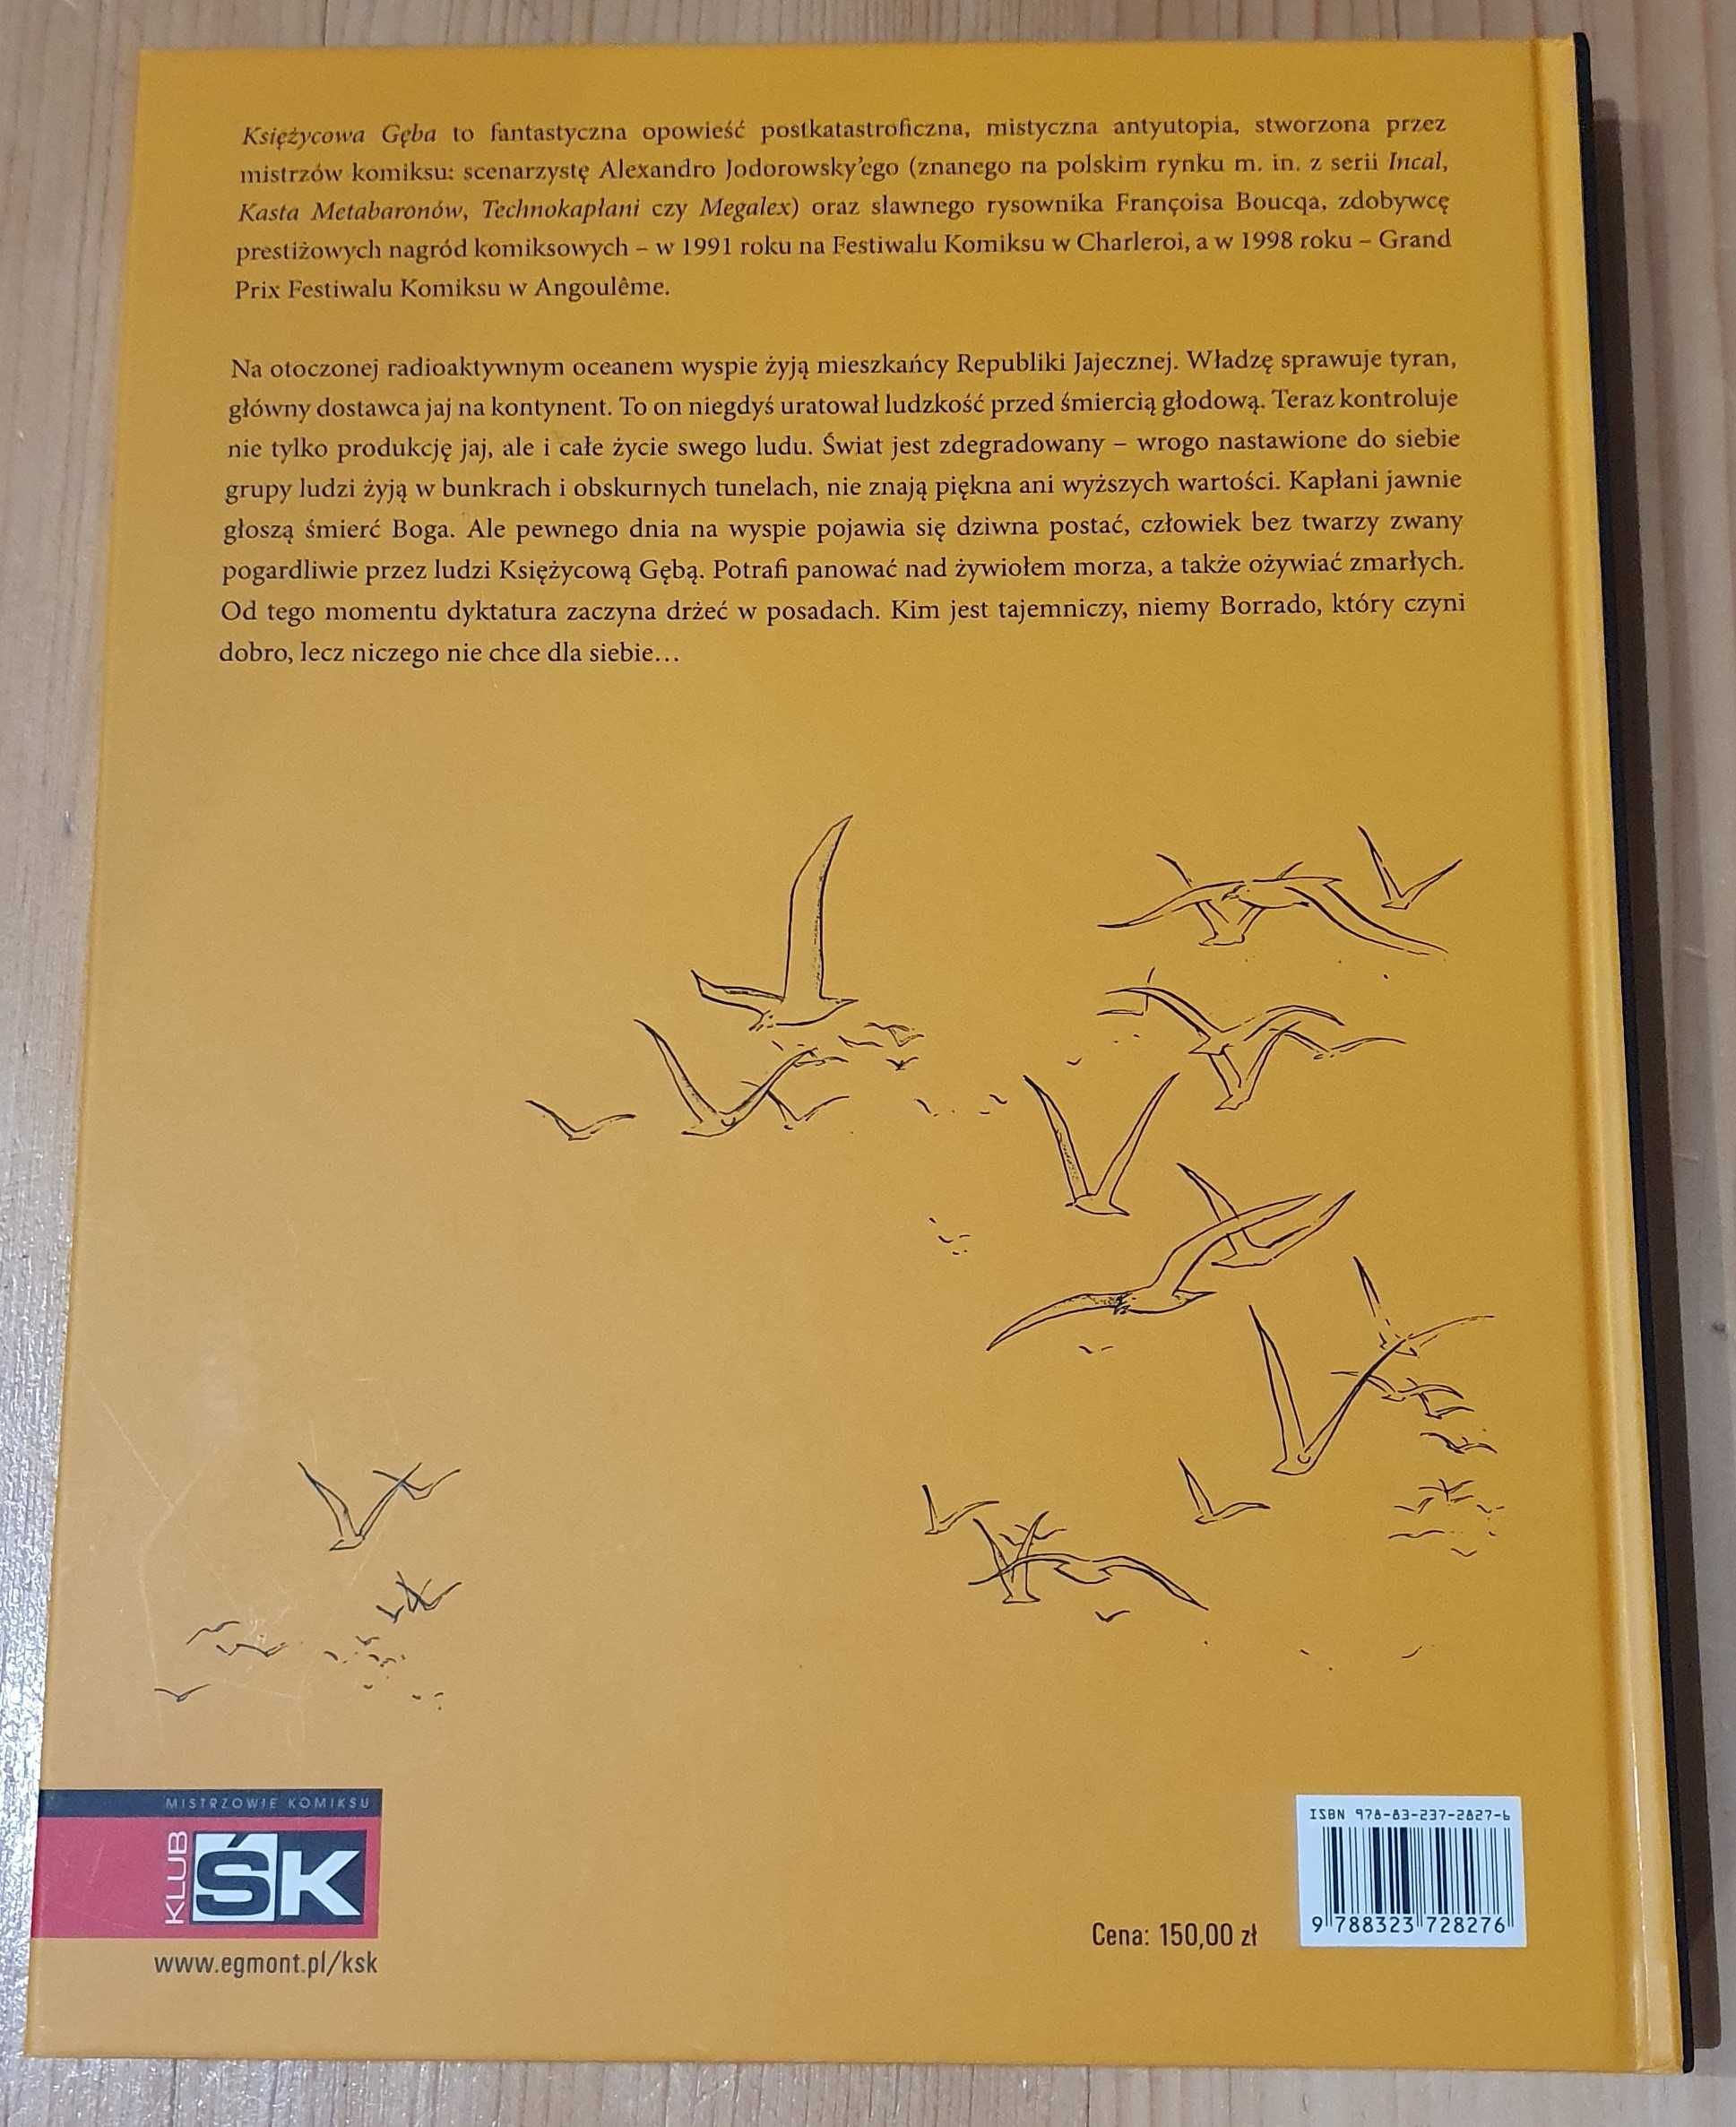 Księżycowa Gęba to fantastyczna opowieść postkatastroficzna, mistyczna antyutopia, stworzona przez
mistrzów komiksu: scenarzystę Alexandro Jodorowsky'ego (znanego na polskim rynku m. in. z serii Incal,
Kasta Metabaronów, Technokapłani czy Megalex) oraz sławnego rysownika Françoisa Boucqa, zdobywcę
prestiżowych nagród komiksowych – w 1991 roku na Festiwalu Komiksu w Charleroi, a w 1998 roku – Grand
Prix Festiwalu Komiksu w Angoulême.
Na otoczonej radioaktywnym oceanem wyspie żyją mieszkańcy Republiki Jajecznej. Władzę sprawuje tyran,
główny dostawca jaj na kontynent. To on niegdyś uratował ludzkość przed śmiercią głodową. Teraz kontroluje
nie tylko produkcję jaj, ale i całe życie swego ludu. Świat jest zdegradowany – wrogo nastawione do siebie
grupy ludzi żyją w bunkrach i obskurnych tunelach, nie znają piękna ani wyższych wartości. Kapłani jawnie
głoszą śmierć Boga. Ale pewnego dnia na wyspie pojawia się dziwna postać, człowiek bez twarzy zwany
pogardliwie przez ludzi Księżycową Gębą. Potrafi panować nad żywiołem morza, a także ożywiać zmarłych.
Od tego momentu dyktatura zaczyna drżeć w posadach. Kim jest tajemniczy, niemy Borrado, który czyni
dobro, lecz niczego nie chce dla siebie...
MISTRZOWIE KOMIKSU
KLUB
ŚK
www.egmont.pl/ksk
Cena: 150,00 zł
ISBN 978-83-237-2827-6
9 788323 728276